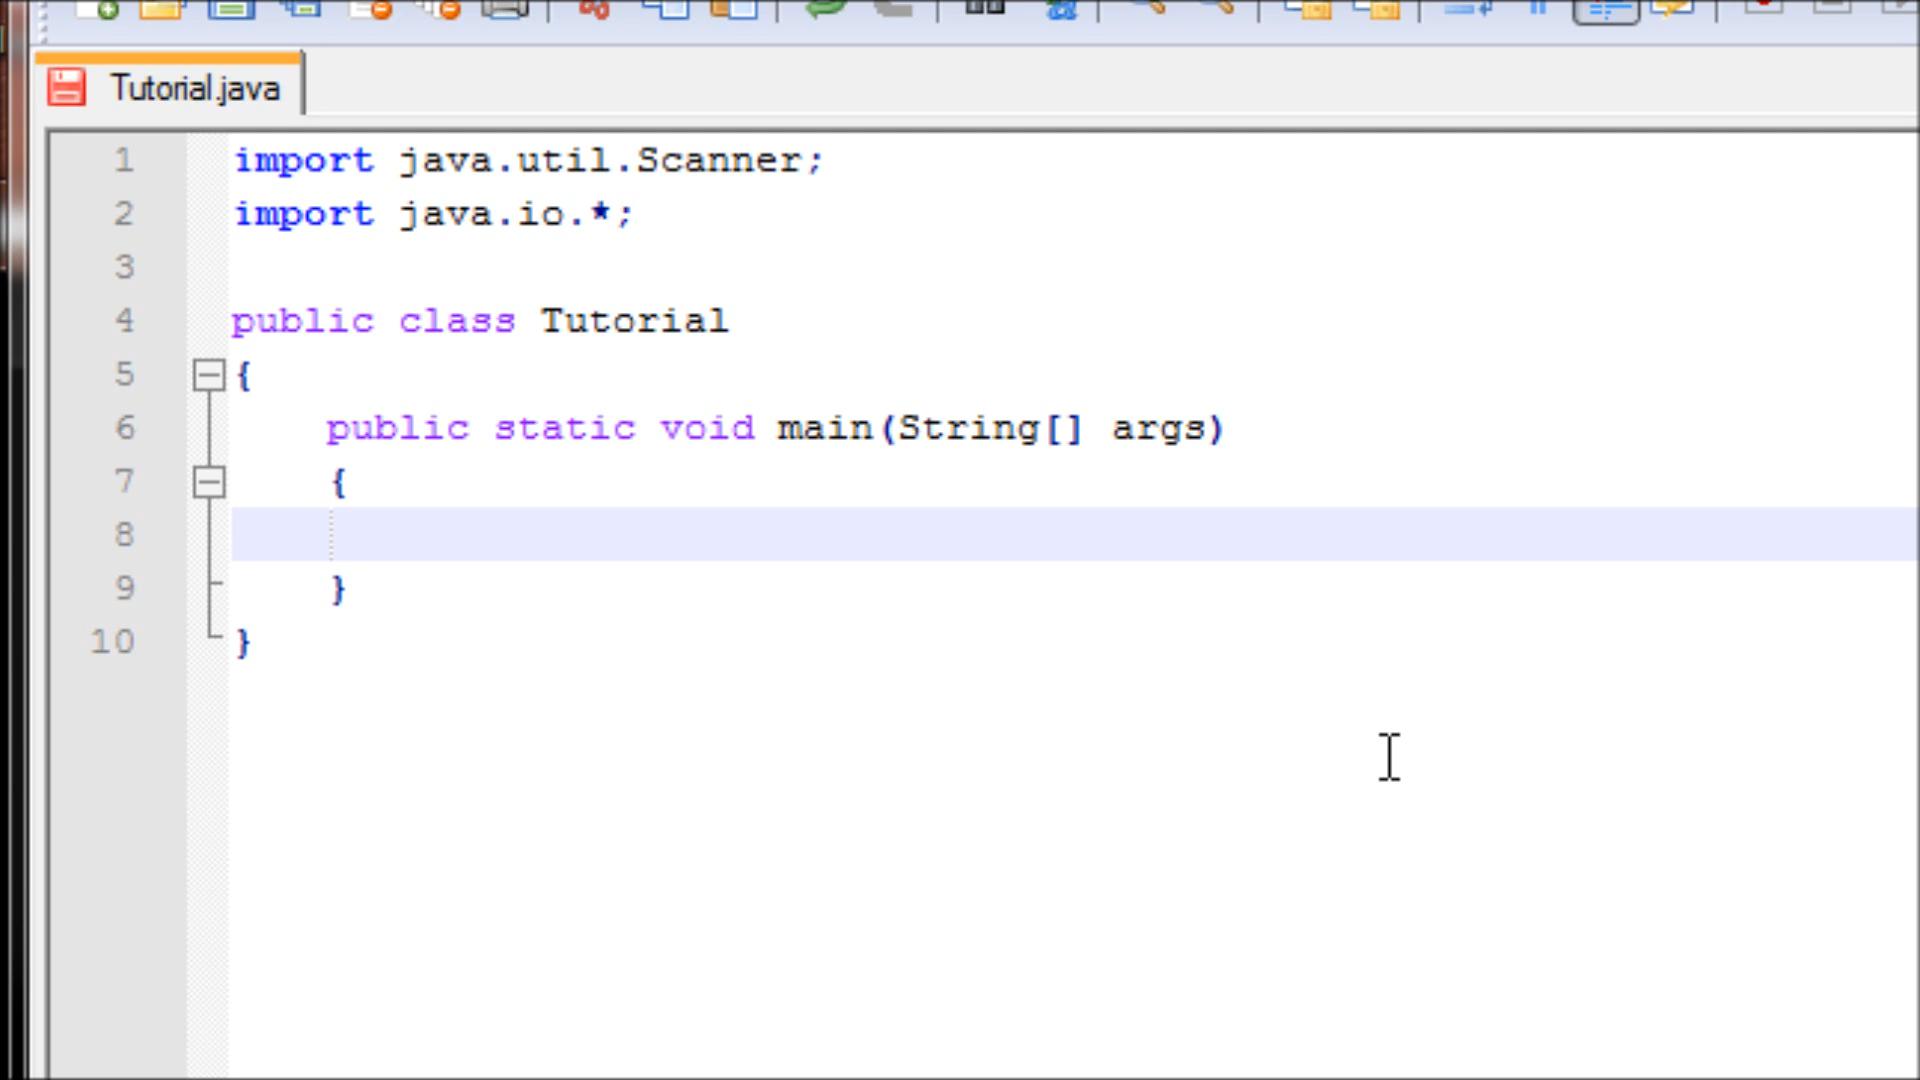 Tutorial.java
1 import java.util.Scanner;
2 import java.io.*;
3
4 public class Tutorial
5 {
6 public static void main(String[] args)
7 {
8
9 }
10 }